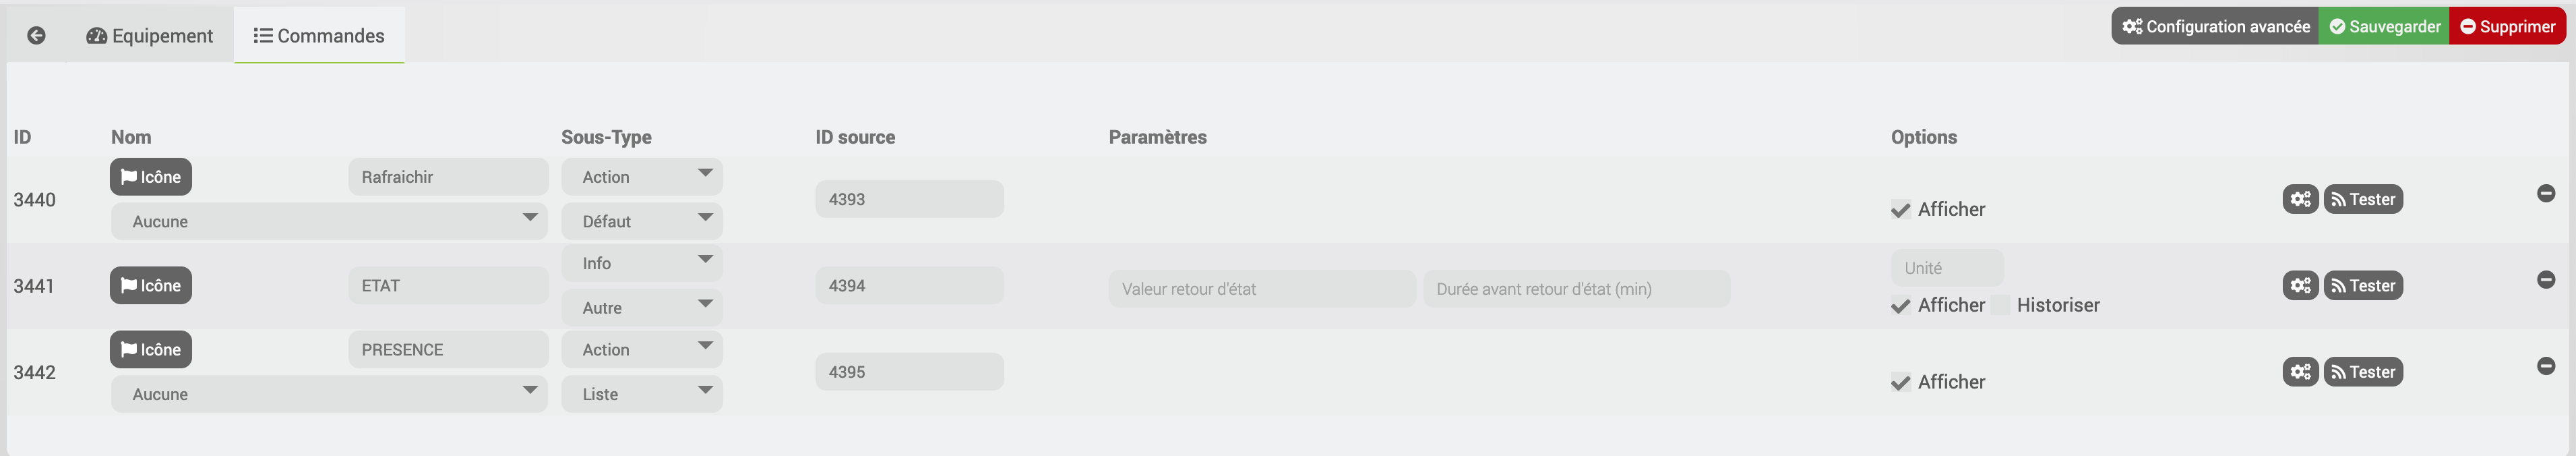 Equipement
Commandes
Configuration avancée
Sauvegarder
Supprimer
ID Nom Sous-Type ID source Paramètres Options
Icône Rafraichir Action
3440 4393 Afficher Tester
Aucune Défaut
Info Unité
3441 Icône ETAT 4394 Valeur retour d'état Durée avant retour d'état (min) Tester
Autre Afficher Historiser
Icône PRESENCE Action
3442 4395 Afficher Tester
Aucune Liste